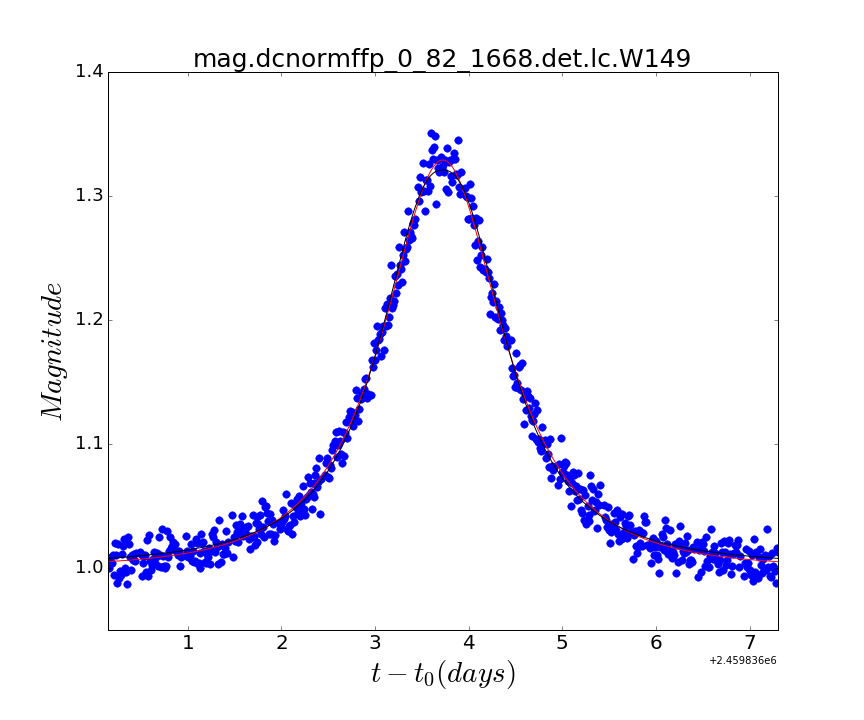 mag.dcnormffp_0_82_1668.det.lc.W149
1.4
1.3
1.2
1.1
1.0
Magnitude
1 2 3 4 5 6 7
+2.459836e6
t − t₀(days)